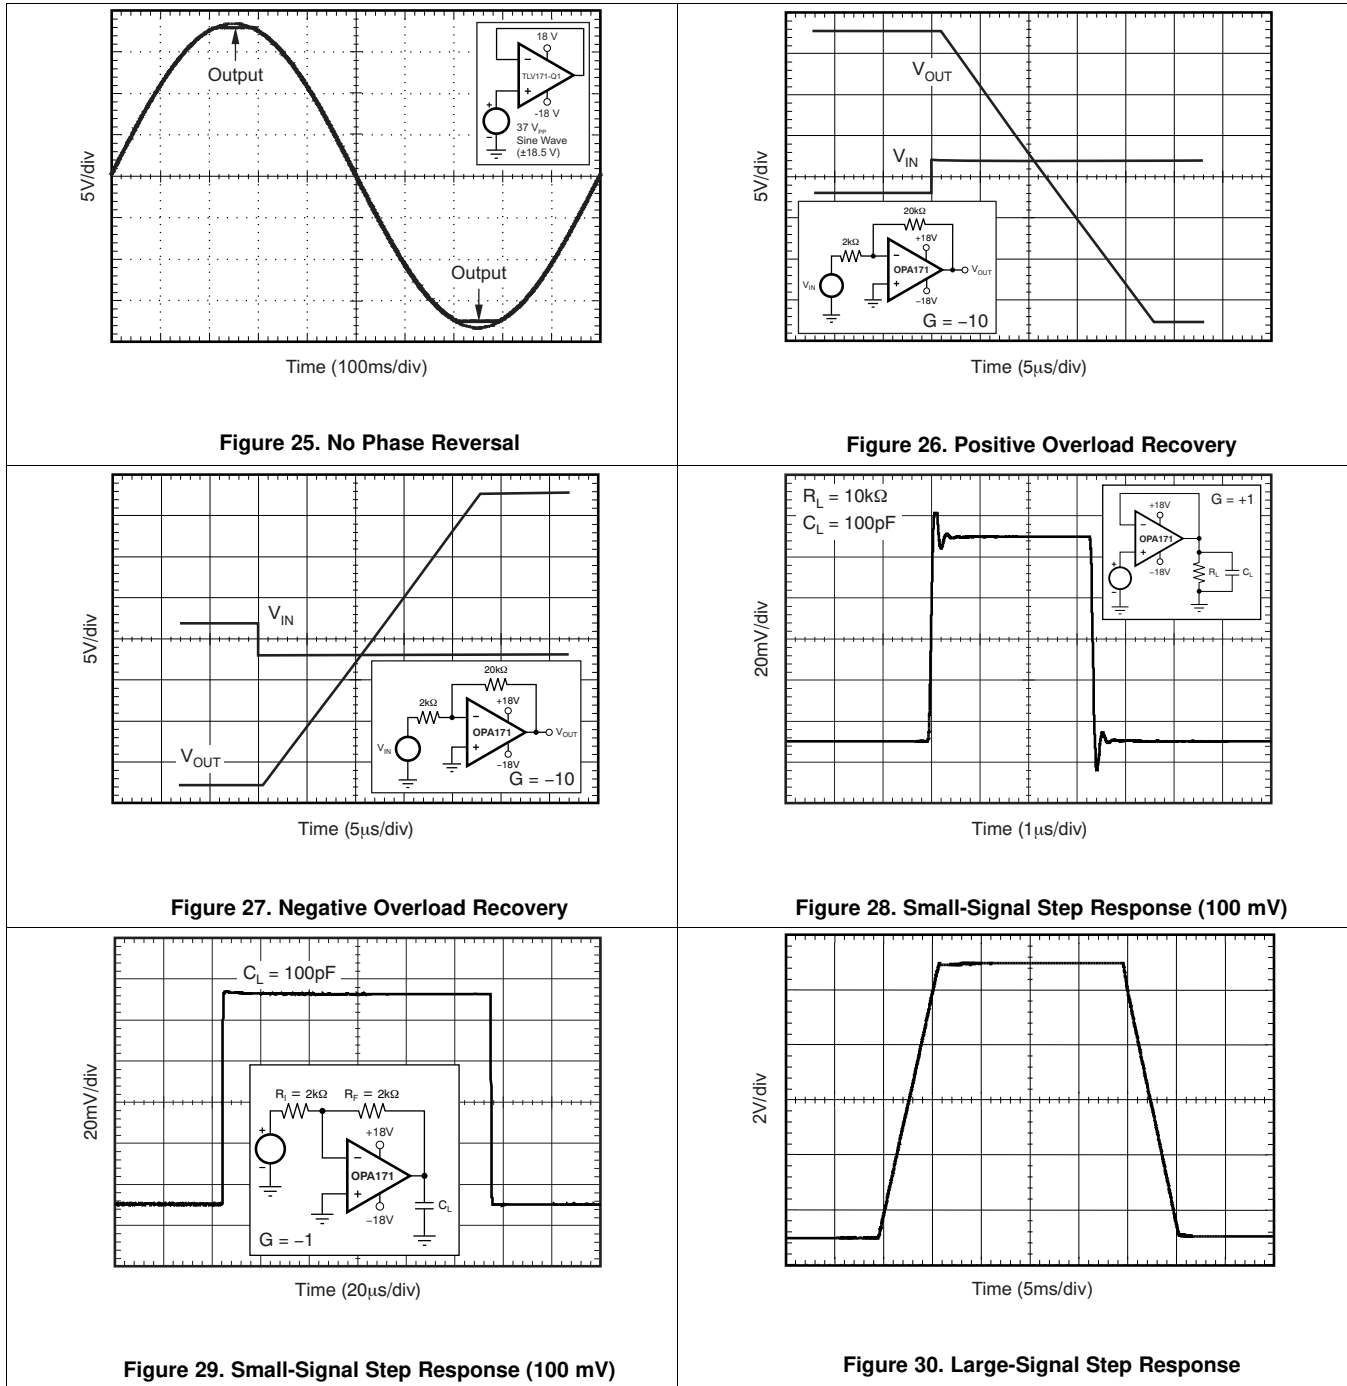 5V/div
Output
Output
18 V
TLV171-Q1
-18 V
37 VPP
Sine Wave
(±18.5 V)
+
−
−
+
Time (100ms/div)
Figure 25. No Phase Reversal
5V/div
VOUT
VIN
20kΩ
2kΩ
+18V
−
OPA171
+
VOUT
VIN
−18V
G = −10
Time (5μs/div)
Figure 26. Positive Overload Recovery
5V/div
VIN
VOUT
20kΩ
2kΩ
+18V
−
OPA171
+
VOUT
VIN
−18V
G = −10
Time (5μs/div)
Figure 27. Negative Overload Recovery
20mV/div
RL = 10kΩ
CL = 100pF
G = +1
+18V
−
OPA171
+
−18V
+
−
RL
CL
Time (1μs/div)
Figure 28. Small-Signal Step Response (100 mV)
20mV/div
CL = 100pF
RI = 2kΩ RF = 2kΩ
+18V
+
−
−
OPA171
+
−18V
CL
G = −1
Time (20μs/div)
Figure 29. Small-Signal Step Response (100 mV)
2V/div
Time (5ms/div)
Figure 30. Large-Signal Step Response